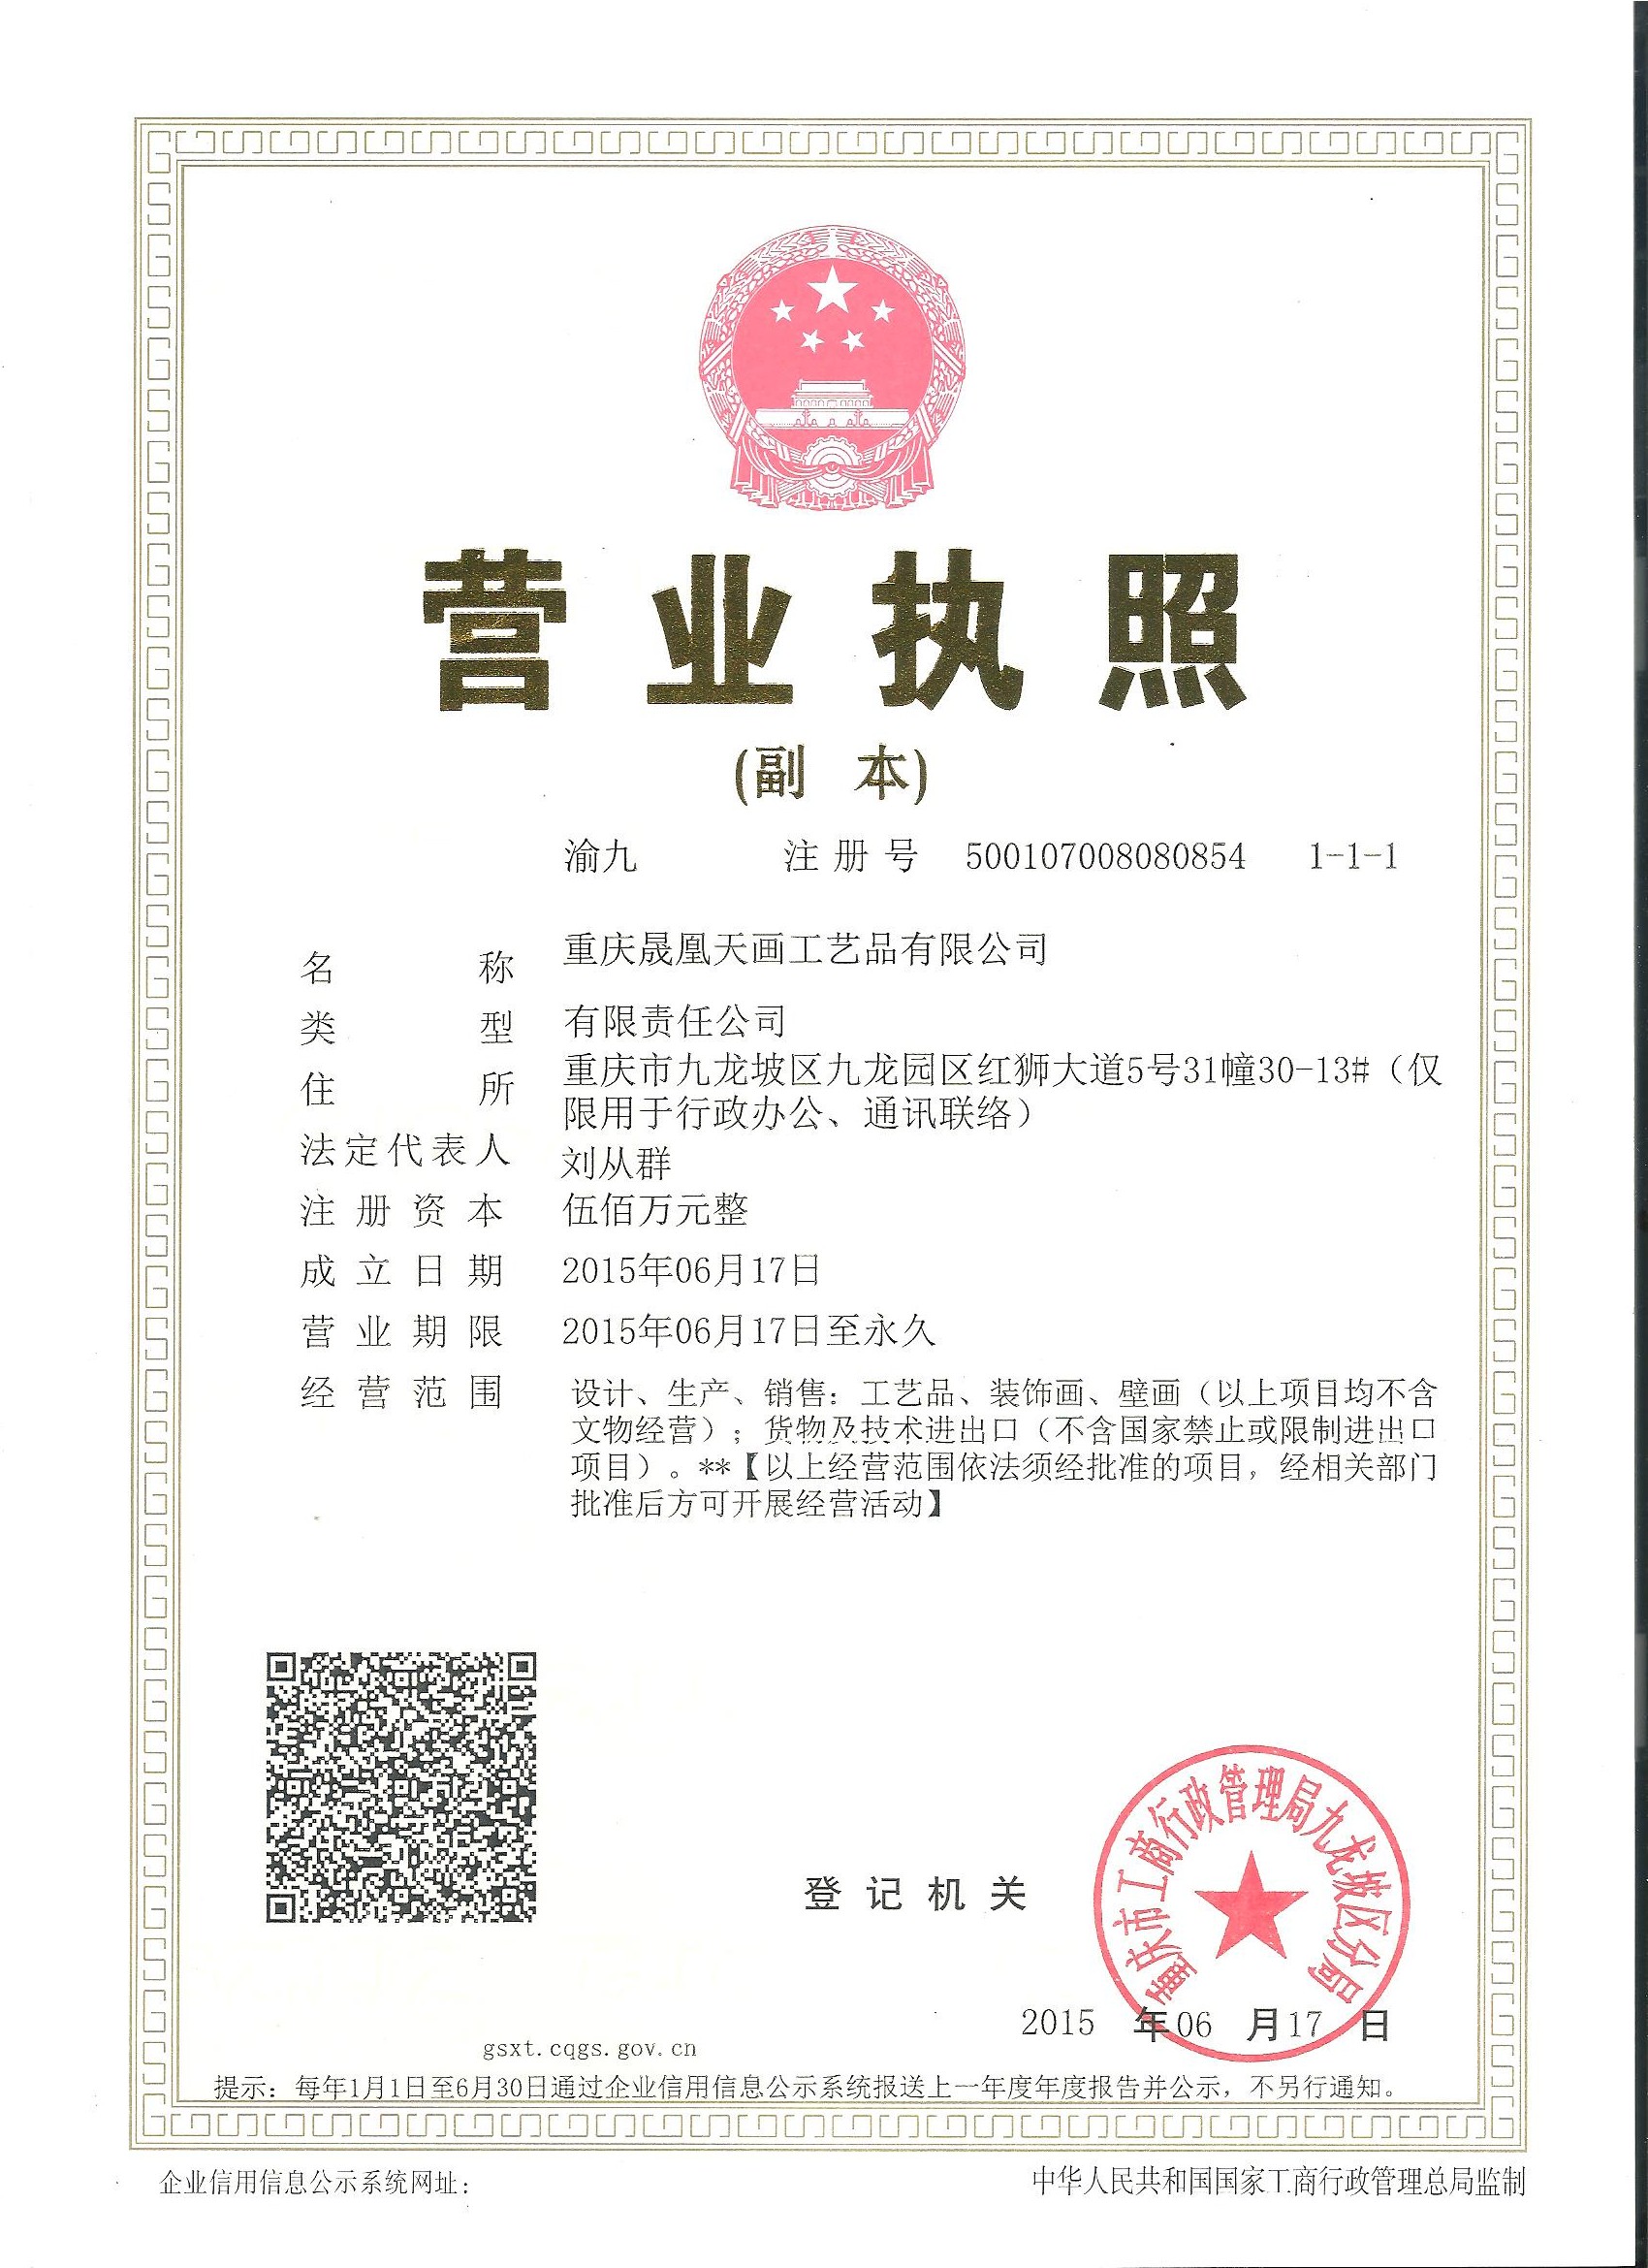 营业执照
(副 本)
渝九 注册号 500107008080854 1-1-1
名称 重庆晟凰天画工艺品有限公司
类型 有限责任公司
住所 重庆市九龙坡区九龙园区红狮大道5号31幢30-13#（仅
限用于行政办公、通讯联络）
法定代表人 刘从群
注册资本 伍佰万元整
成立日期 2015年06月17日
营业期限 2015年06月17日至永久
经营范围 设计、生产、销售：工艺品、装饰画、壁画（以上项目均不含
文物经营）；货物及技术进出口（不含国家禁止或限制进出口
项目）。**【以上经营范围依法须经批准的项目，经相关部门
批准后方可开展经营活动】
重庆市工商行政管理局九龙坡区分局
登记机关
2015 年06 月17 日
gsxt.cqgs.gov.cn
提示：每年1月1日至6月30日通过企业信用信息公示系统报送上一年度年度报告并公示，不另行通知。
企业信用信息公示系统网址： 中华人民共和国国家工商行政管理总局监制